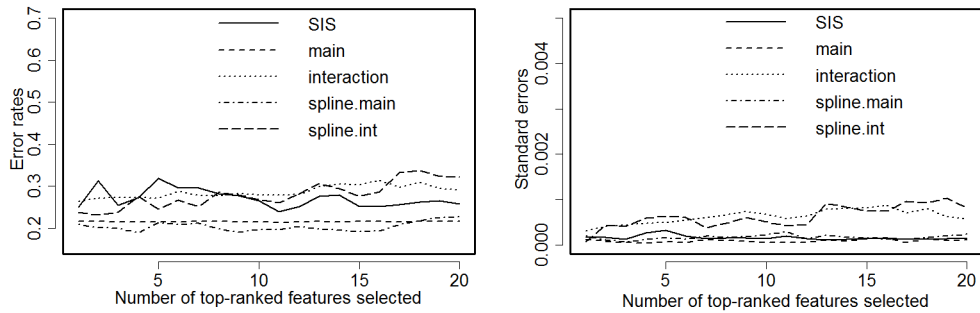 0.7
0.6
0.5
0.4
0.3
0.2
Error rates
SIS
main
interaction
spline.main
spline.int
5
10
15
20
Number of top-ranked features selected
0.004
0.002
0.000
Standard errors
SIS
main
interaction
spline.main
spline.int
5
10
15
20
Number of top-ranked features selected